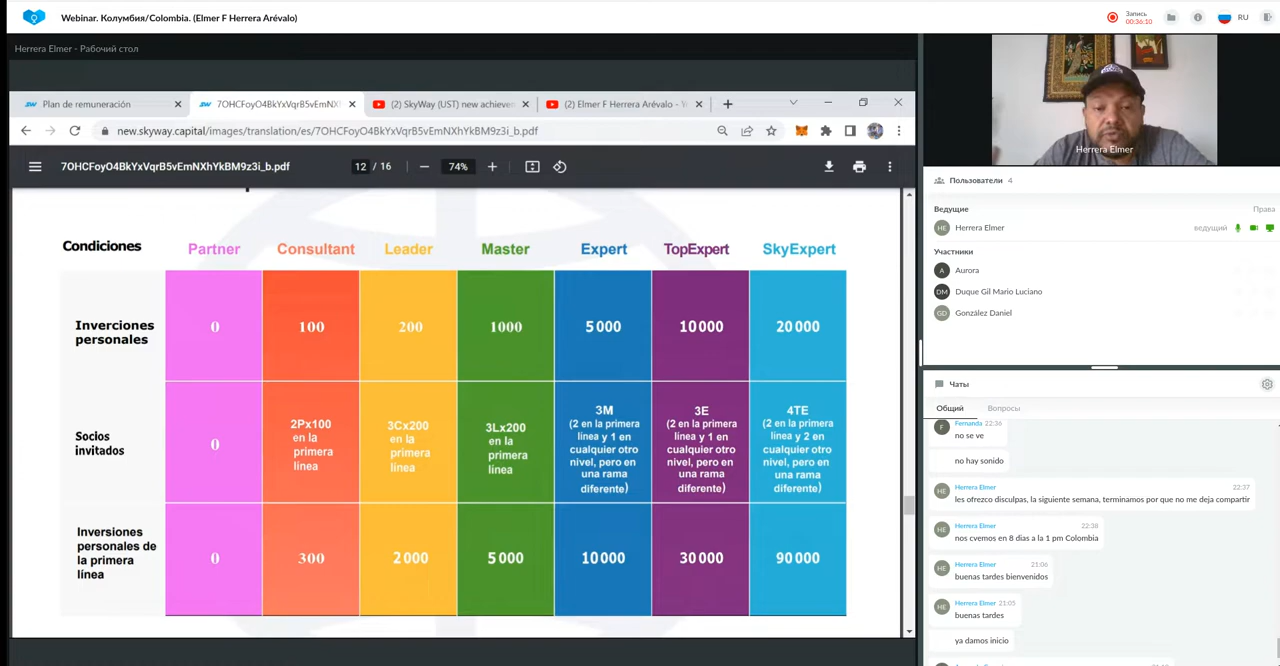 Webinar. Колумбия/Colombia. (Elmer F Herrera Arévalo)
Запись
00:36:10
RU
Herrera Elmer - Рабочий стол
Plan de remuneración
7OHCFoyO4BkYxVqrB5vEmNXh
(2) SkyWay (UST) new achieven
(2) Elmer F Herrera Arévalo - Y
new.skyway.capital/images/translation/es/7OHCFoyO4BkYxVqrB5vEmNXhYkBM9z3i_b.pdf
7OHCFoyO4BkYxVqrB5vEmNXhYkBM9z3i_b.pdf
12 / 16
74%
Condiciones
Partner
Consultant
Leader
Master
Expert
TopExpert
SkyExpert
Inverciones
personales
0
100
200
1000
5 000
10 000
20 000
Socios
invitados
0
2Px100
en la
primera
línea
3Cx200
en la
primera
línea
3Lx200
en la
primera
línea
3M
(2 en la primera
línea y 1 en
cualquier otro
nivel, pero en
una rama
diferente)
3E
(2 en la primera
línea y 1 en
cualquier otro
nivel, pero en
una rama
diferente)
4TE
(2 en la primera
línea y 2 en
cualquier otro
nivel, pero en
una rama
diferente)
Inversiones
personales de
la primera
línea
0
300
2 000
5 000
10 000
30 000
90 000
Herrera Elmer
Пользователи 4
Ведущие
Права
HE
Herrera Elmer
ведущий
Участники
A
Aurora
DM
Duque Gil Mario Luciano
GD
González Daniel
Чаты
Общий
Вопросы
F
Fernanda 22:36
no se ve
no hay sonido
HE
Herrera Elmer 22:37
les ofrezco disculpas, la siguiente semana, terminamos por que no me deja compartir
HE
Herrera Elmer 22:38
nos cvemos en 8 dias a la 1 pm Colombia
HE
Herrera Elmer 21:06
buenas tardes bienvenidos
HE
Herrera Elmer 21:05
buenas tardes
ya damos inicio